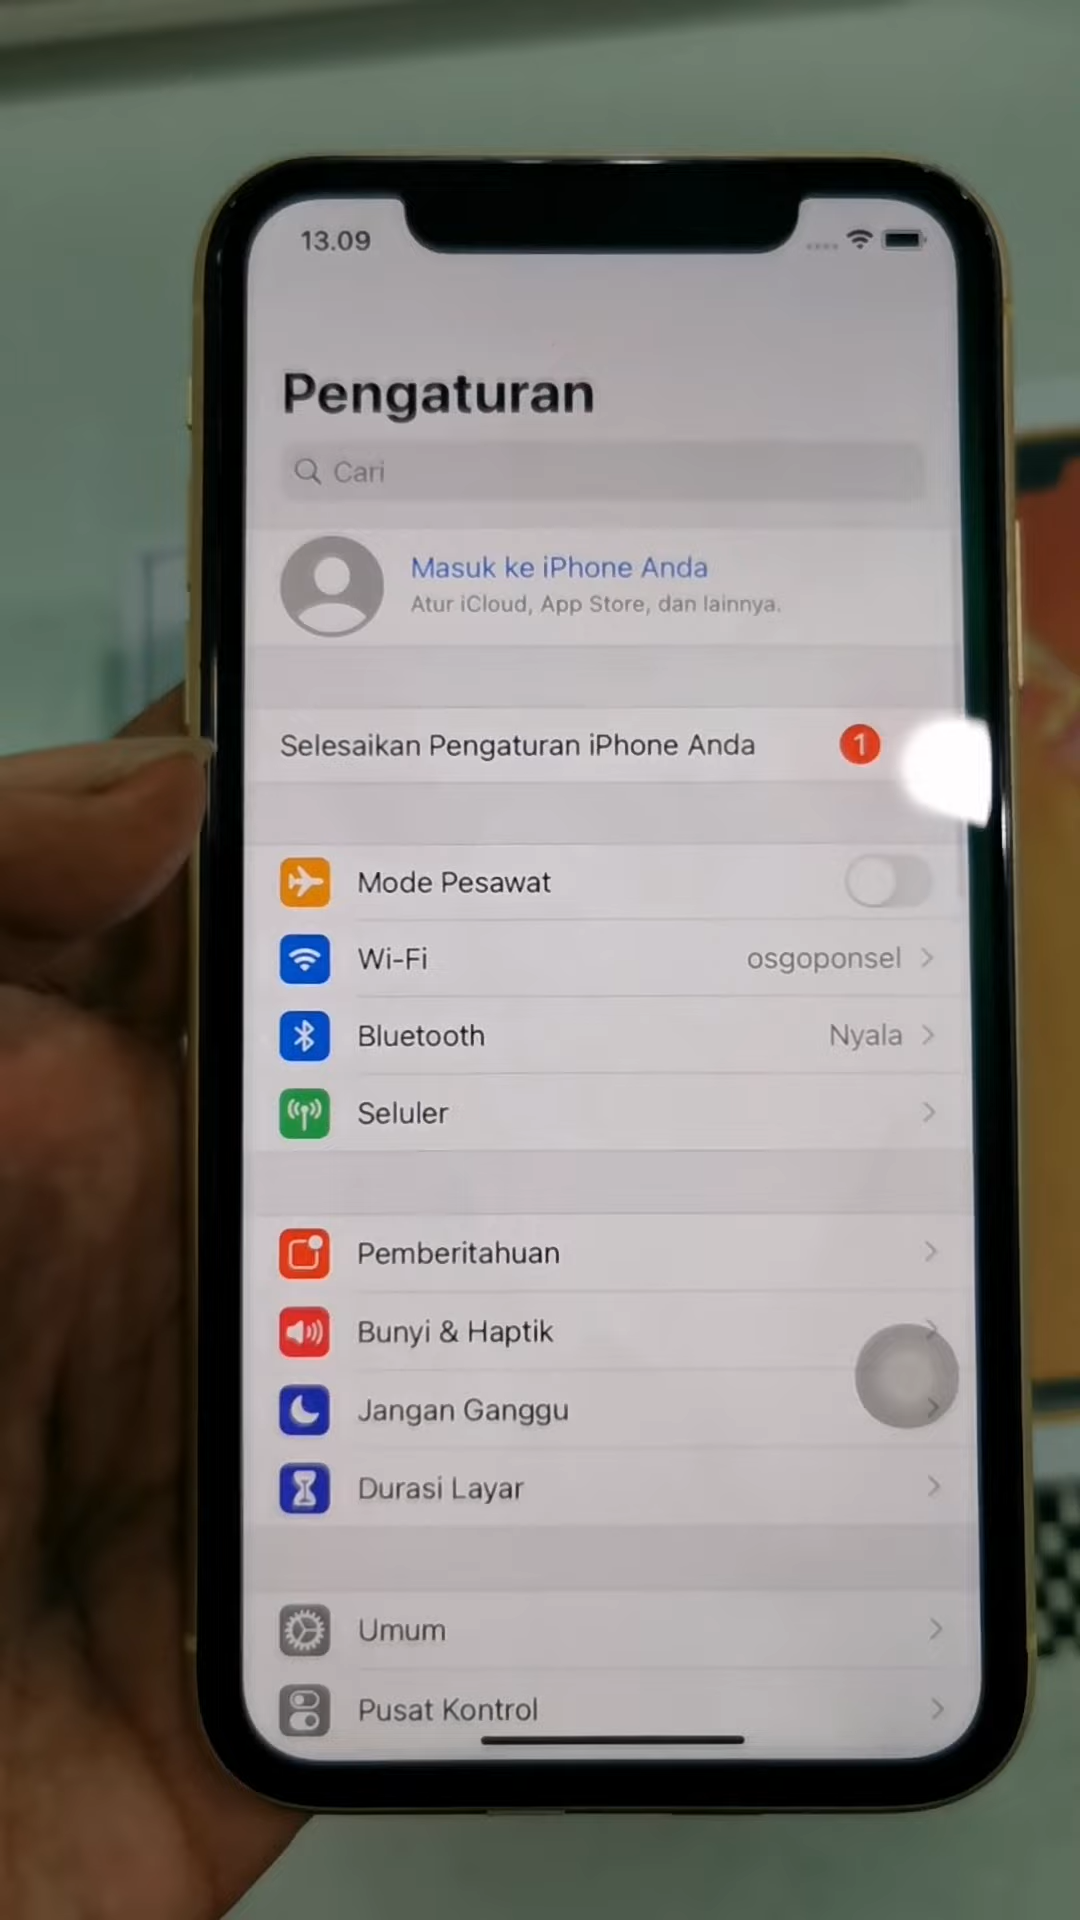 13.09
Pengaturan
Cari
Masuk ke iPhone Anda
Atur iCloud, App Store, dan lainnya.
Selesaikan Pengaturan iPhone Anda 1
Mode Pesawat
Wi-Fi osgoponsel
Bluetooth Nyala
Seluler
Pemberitahuan
Bunyi & Haptik
Jangan Ganggu
Durasi Layar
Umum
Pusat Kontrol